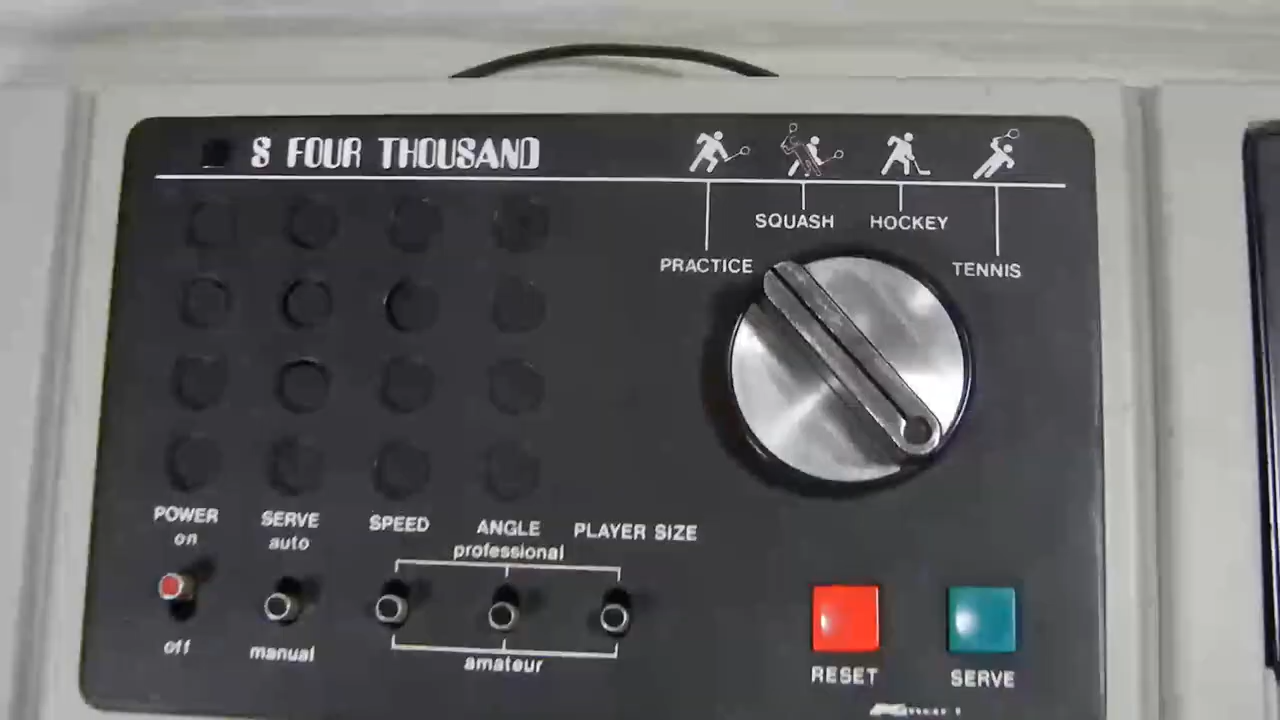 S FOUR THOUSAND
SQUASH HOCKEY
PRACTICE TENNIS
POWER SERVE SPEED ANGLE PLAYER SIZE
on auto professional
off manual amateur
RESET SERVE